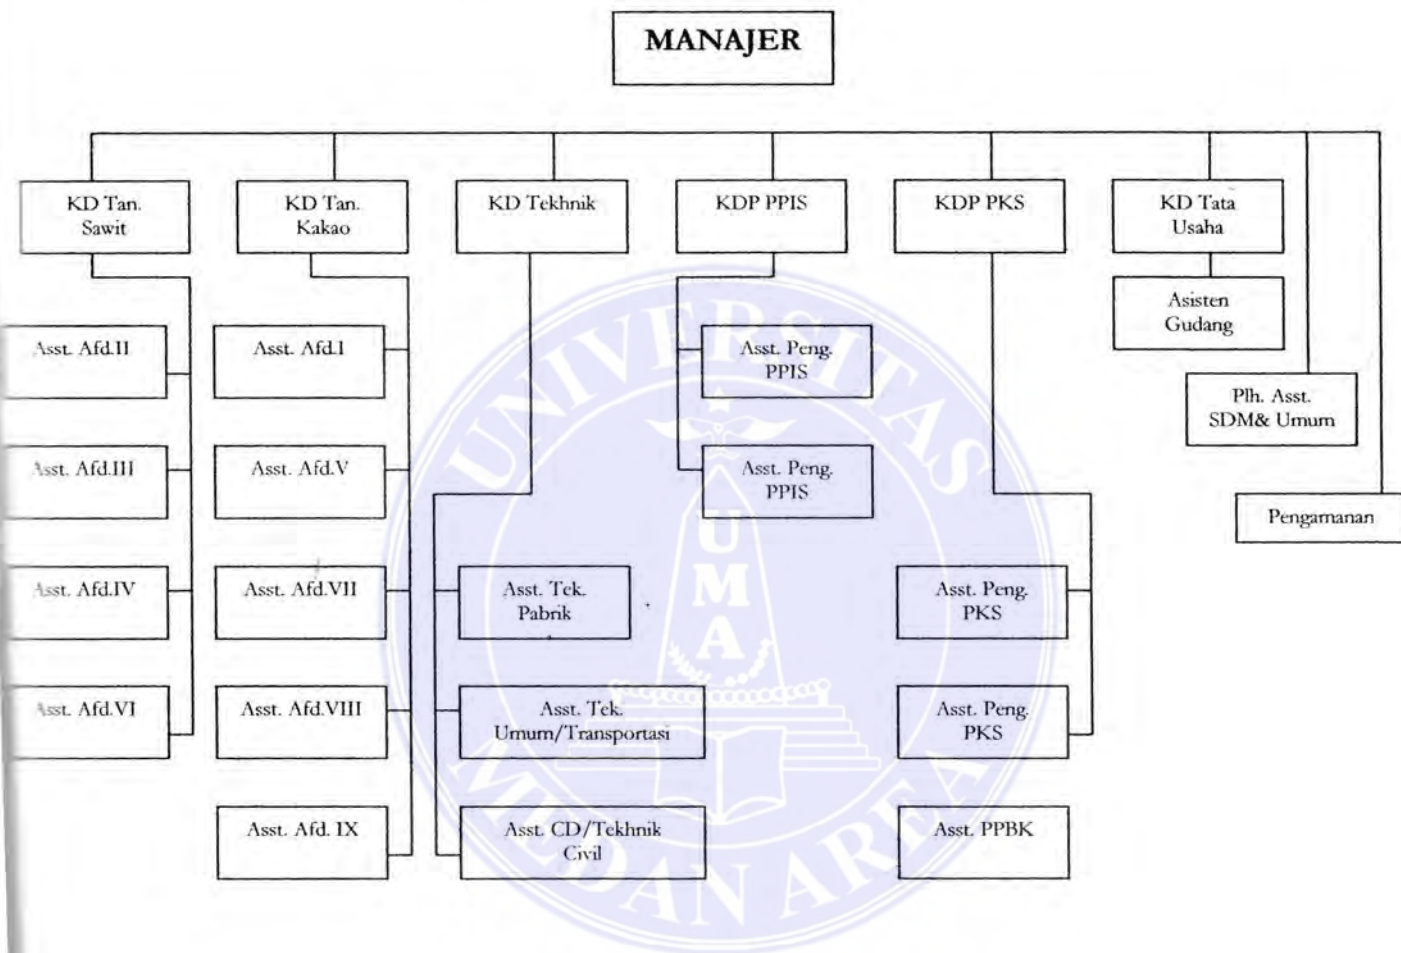 MANAJER
KD Tan.
Sawit
KD Tan.
Kakao
KD Tekhnik
KDP PPIS
KDP PKS
KD Tata
Usaha
Asisten
Gudang
Asst. Afd.II
Asst. Afd.I
Asst. Peng.
PPIS
Plh. Asst.
SDM& Umum
Asst. Afd.III
Asst. Afd.V
Asst. Peng.
PPIS
Pengamanan
Asst. Afd.IV
Asst. Afd.VII
Asst. Tek.
Pabrik
Asst. Peng.
PKS
Asst. Afd.VI
Asst. Afd.VIII
Asst. Tek.
Umum/Transportasi
Asst. Peng.
PKS
Asst. Afd. IX
Asst. CD/Tekhnik
Civil
Asst. PPBK
UNIVERSITAS
UMA
MEDAN AREA